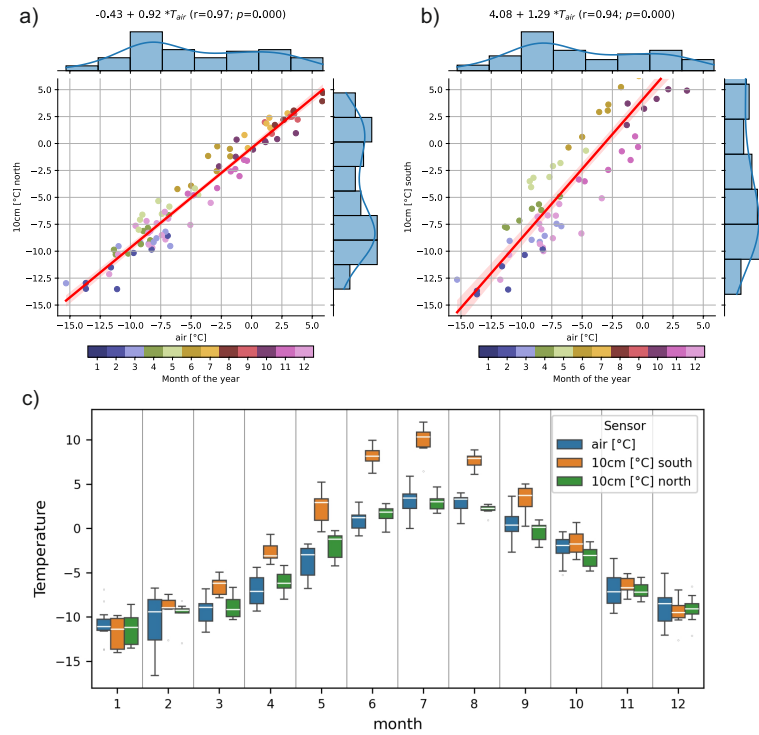 a)
-0.43 + 0.92 *T_air (r=0.97; p=0.000)
5.0
2.5
0.0
−2.5
−5.0
−7.5
−10.0
−12.5
−15.0
10cm [°C] north
−15.0 −12.5 −10.0 −7.5 −5.0 −2.5 0.0 2.5 5.0
air [°C]
1 2 3 4 5 6 7 8 9 10 11 12
Month of the year
b)
4.08 + 1.29 *T_air (r=0.94; p=0.000)
5.0
2.5
0.0
−2.5
−5.0
−7.5
−10.0
−12.5
−15.0
10cm [°C] south
−15.0 −12.5 −10.0 −7.5 −5.0 −2.5 0.0 2.5 5.0
air [°C]
1 2 3 4 5 6 7 8 9 10 11 12
Month of the year
c)
Sensor
air [°C]
10cm [°C] south
10cm [°C] north
10
5
0
−5
−10
−15
Temperature
1 2 3 4 5 6 7 8 9 10 11 12
month